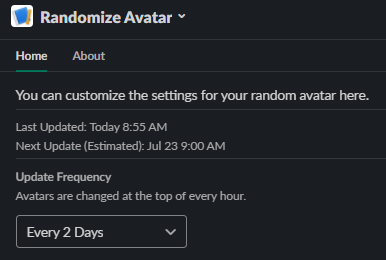 Randomize Avatar
Home About
You can customize the settings for your random avatar here.
Last Updated: Today 8:55 AM
Next Update (Estimated): Jul 23 9:00 AM
Update Frequency
Avatars are changed at the top of every hour.
Every 2 Days